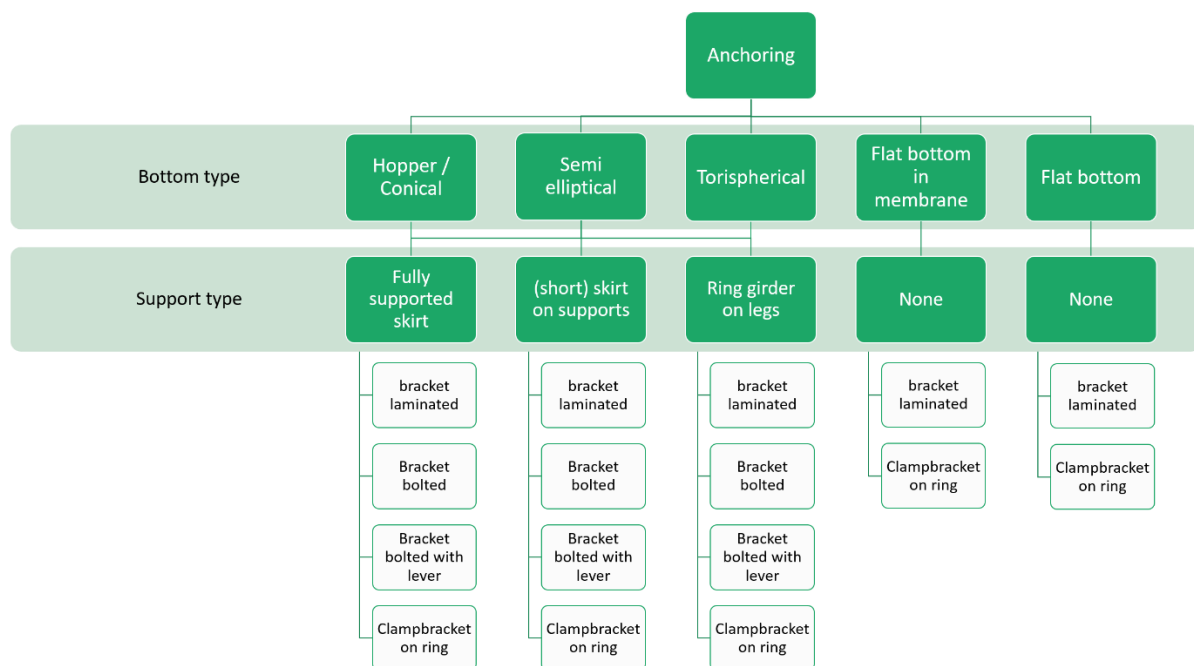 Anchoring
Bottom type
Hopper /
Conical
Semi
elliptical
Torispherical
Flat bottom
in
membrane
Flat bottom
Support type
Fully
supported
skirt
(short) skirt
on supports
Ring girder
on legs
None
None
bracket
laminated
bracket
laminated
bracket
laminated
bracket
laminated
bracket
laminated
Bracket
bolted
Bracket
bolted
Bracket
bolted
Clampbracket
on ring
Clampbracket
on ring
Bracket
bolted with
lever
Bracket
bolted with
lever
Bracket
bolted with
lever
Clampbracket
on ring
Clampbracket
on ring
Clampbracket
on ring